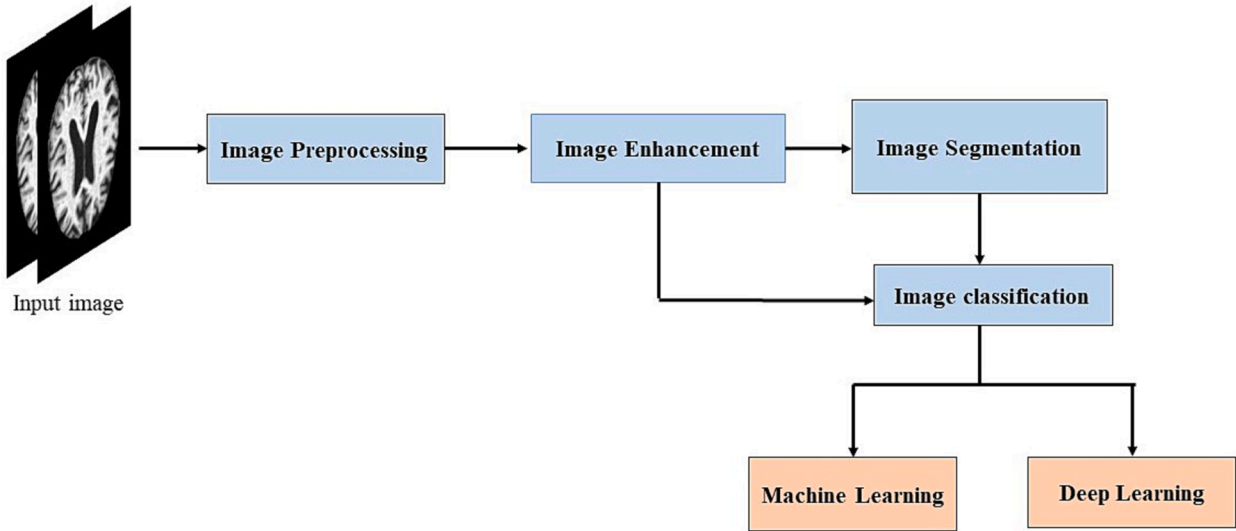 Input image
Image Preprocessing
Image Enhancement
Image Segmentation
Image classification
Machine Learning
Deep Learning